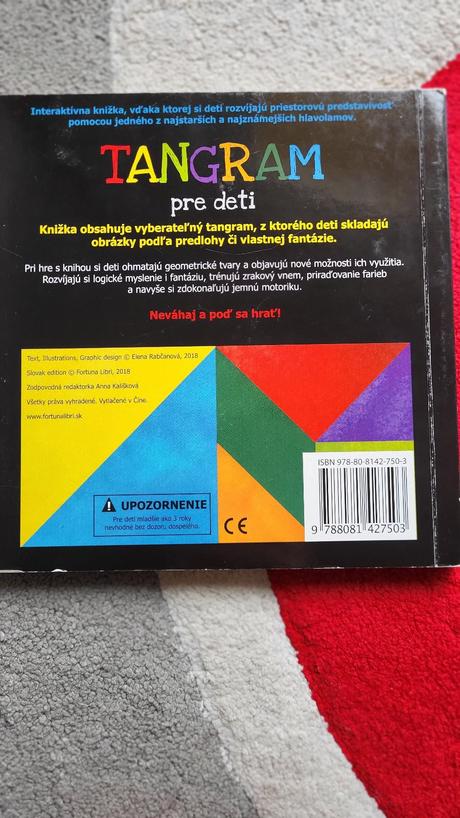 Interaktívna knižka, vďaka ktorej si deti rozvíjajú priestorovú predstavivosť
pomocou jedného z najstarších a najznámejších hlavolamov.
TANGRAM
pre deti
Knižka obsahuje vyberateľný tangram, z ktorého deti skladajú
obrázky podľa predlohy či vlastnej fantázie.
Pri hre s knihou si deti ohmatajú geometrické tvary a objavujú nové možnosti ich využitia.
Rozvíjajú si logické myslenie i fantáziu, trénujú zrakový vnem, priraďovanie farieb
a navyše si zdokonaľujú jemnú motoriku.
Neváhaj a poď sa hrať!
Text, Illustrations, Graphic design © Elena Rabčanová, 2018
Slovak edition © Fortuna Libri, 2018
Zodpovedná redaktorka Anna Kališková
Všetky práva vyhradené. Vytlačené v Číne.
www.fortunalibri.sk
UPOZORNENIE
Pre deti mladšie ako 3 roky
nevhodné bez dozoru dospelého.
CE
ISBN 978-80-8142-750-3
9 788081 427503